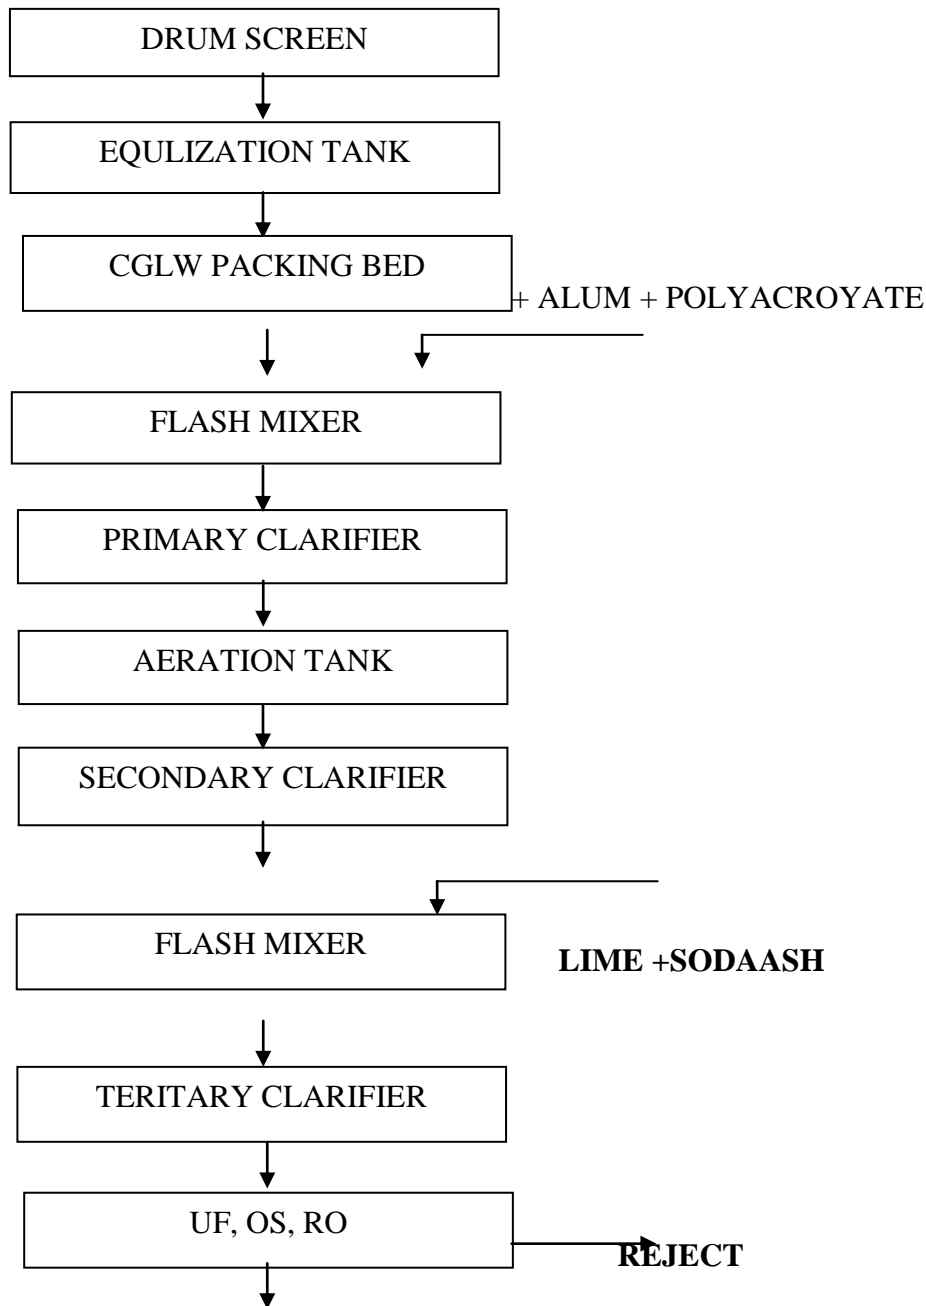 DRUM SCREEN
EQULIZATION TANK
CGLW PACKING BED
+ ALUM + POLYACROYATE
FLASH MIXER
PRIMARY CLARIFIER
AERATION TANK
SECONDARY CLARIFIER
FLASH MIXER
LIME +SODAASH
TERITARY CLARIFIER
UF, OS, RO
REJECT